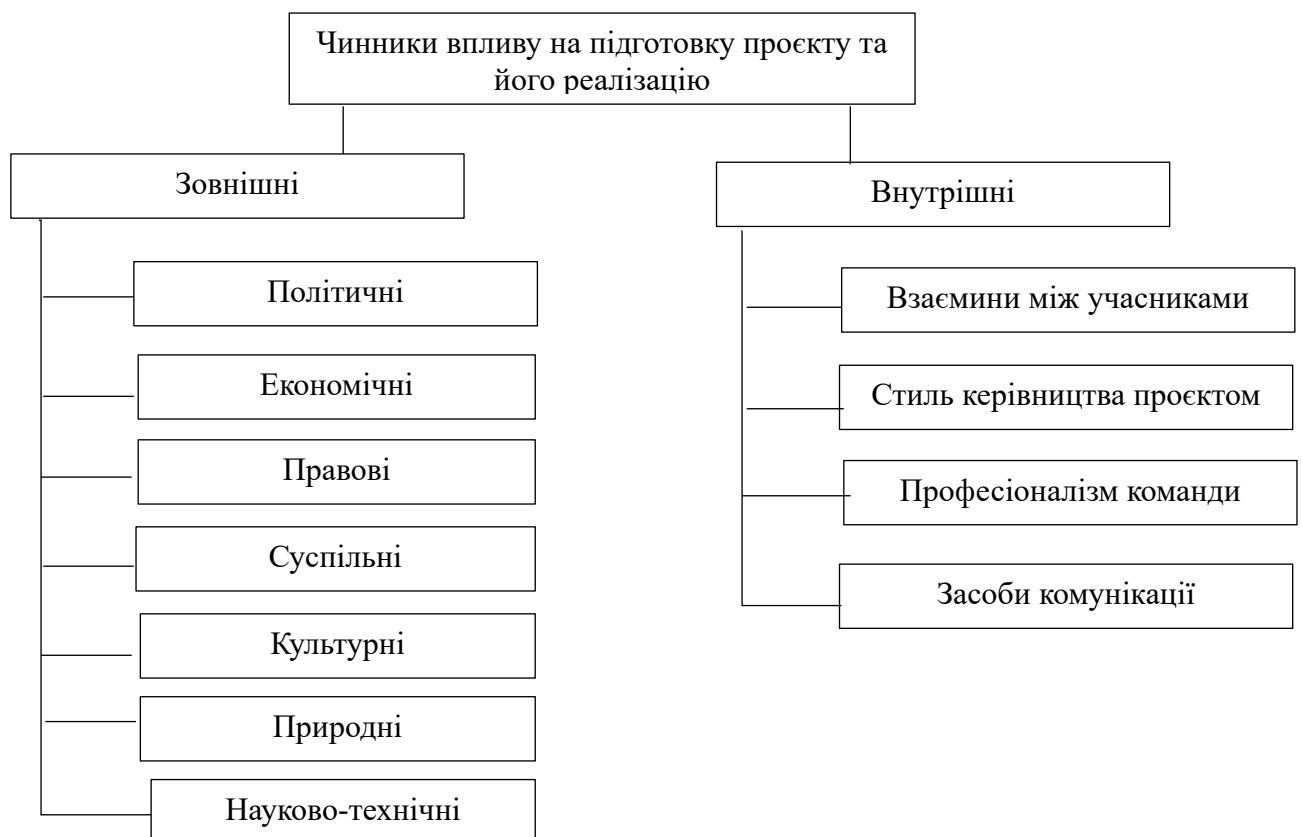 Чинники впливу на підготовку проєкту та
його реалізацію
Зовнішні
Політичні
Економічні
Правові
Суспільні
Культурні
Природні
Науково-технічні
Внутрішні
Взаємини між учасниками
Стиль керівництва проєктом
Професіоналізм команди
Засоби комунікації